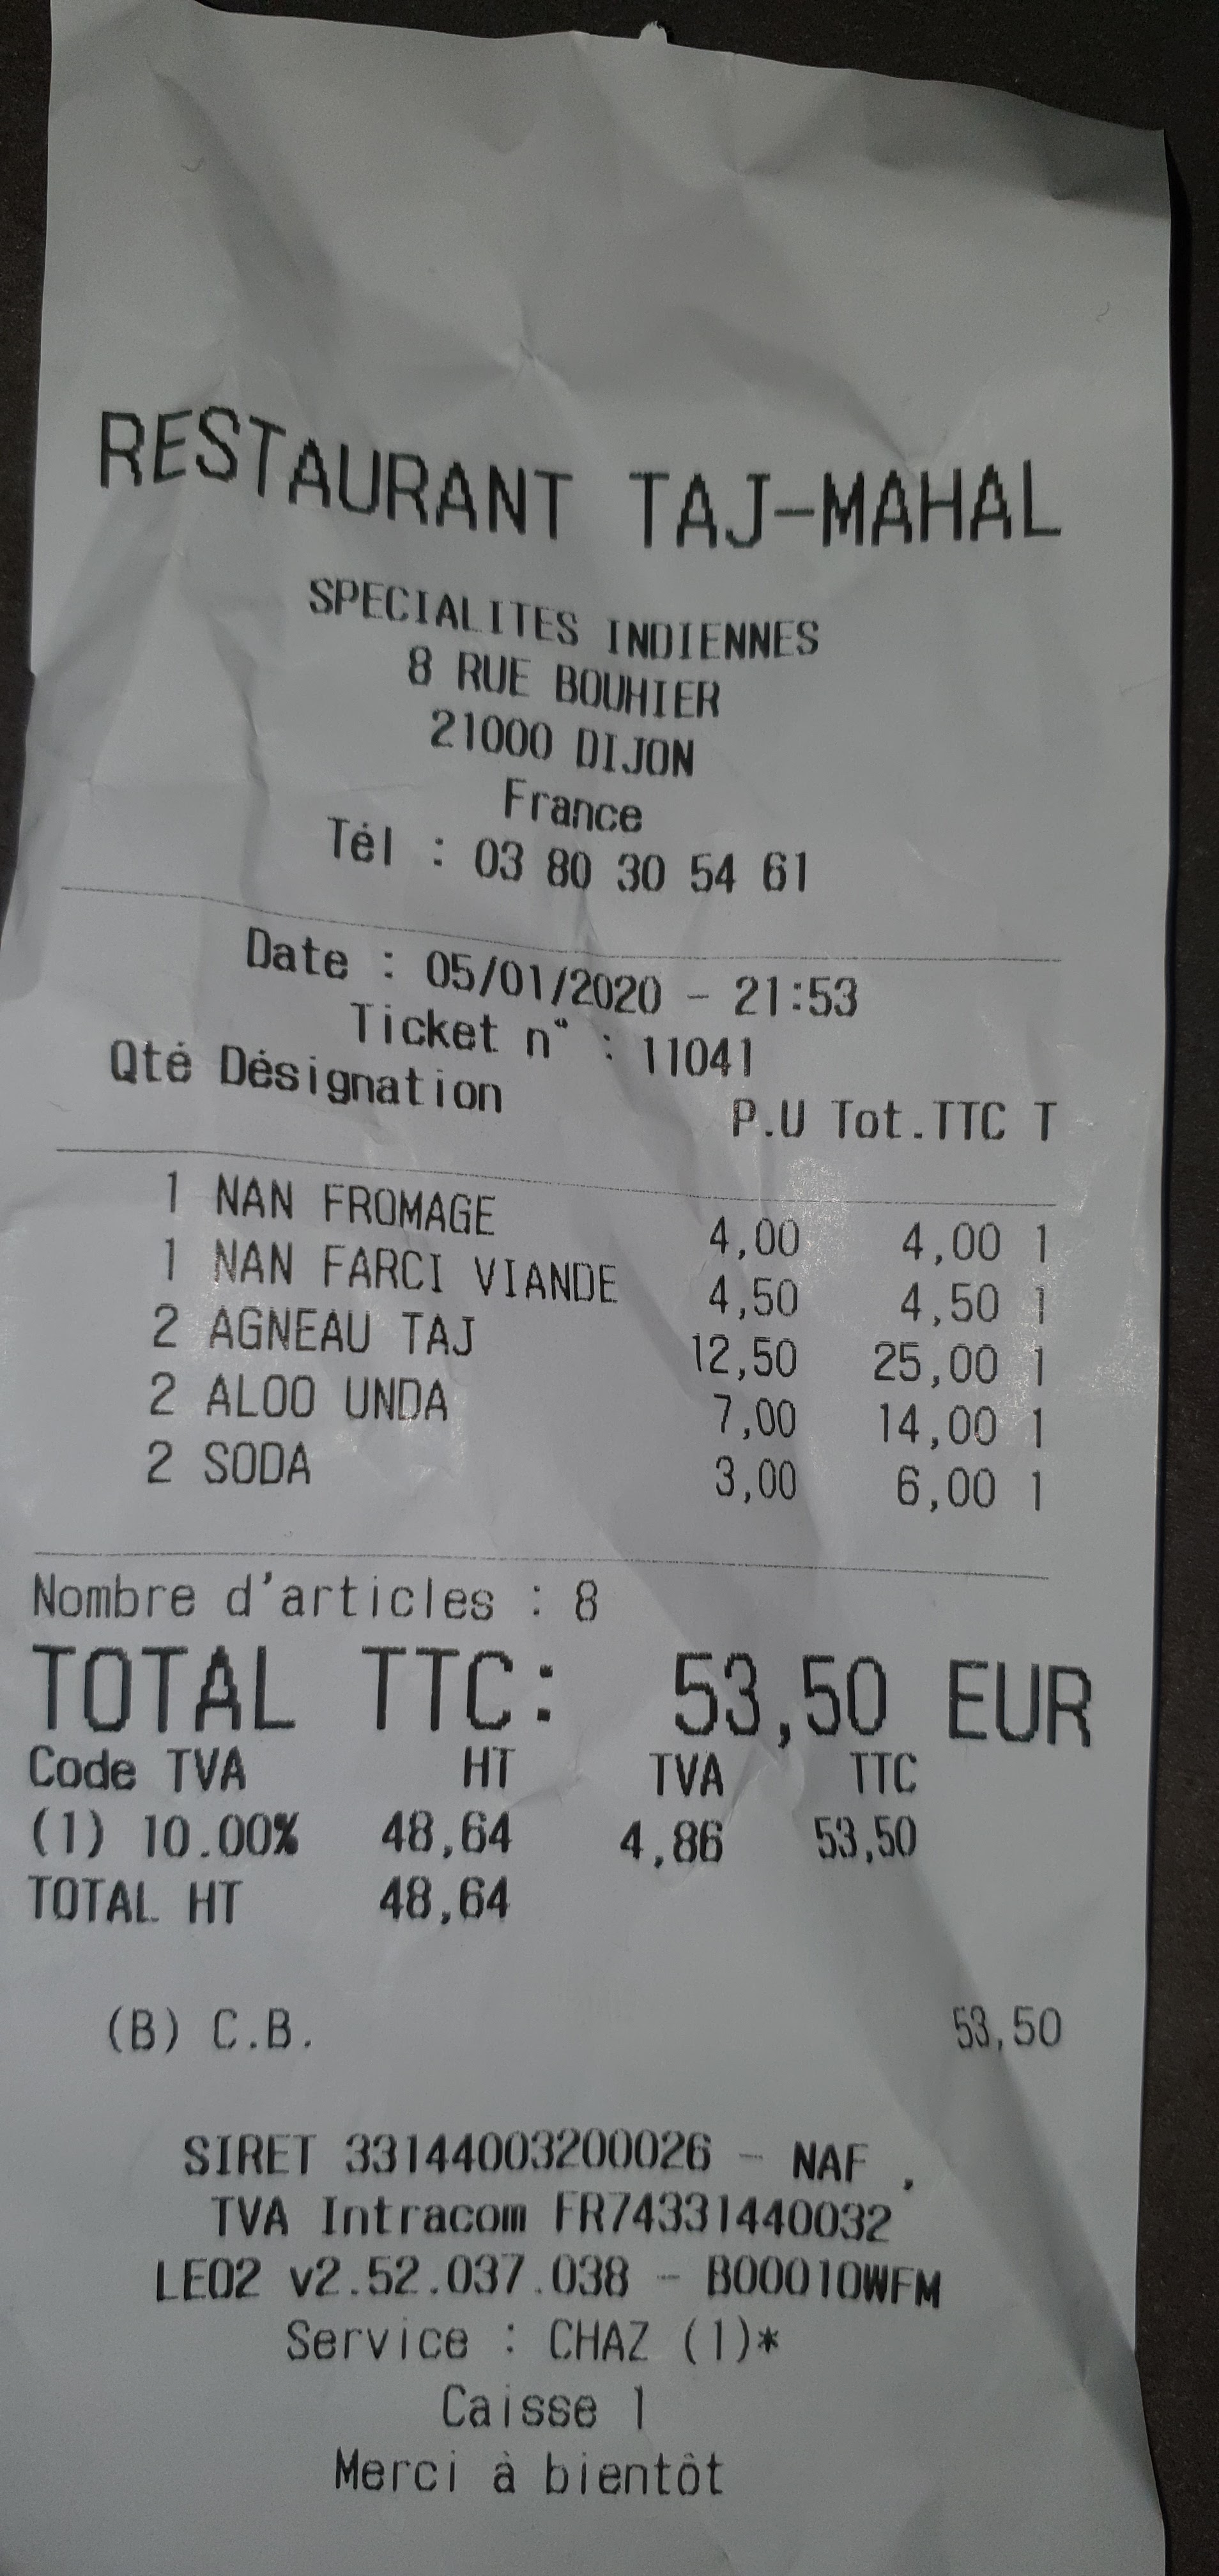 RESTAURANT TAJ-MAHAL
SPECIALITES INDIENNES
8 RUE BOUHIER
21000 DIJON
France
Tél : 03 80 30 54 61
Date : 05/01/2020 - 21:53
Ticket n° : 11041
Qté Désignation P.U Tot.TTC T
1 NAN FROMAGE 4,00 4,00 1
1 NAN FARCI VIANDE 4,50 4,50 1
2 AGNEAU TAJ 12,50 25,00 1
2 ALOO UNDA 7,00 14,00 1
2 SODA 3,00 6,00 1
Nombre d'articles : 8
TOTAL TTC: 53,50 EUR
Code TVA HT TVA TTC
(1) 10.00% 48,64 4,86 53,50
TOTAL HT 48,64
(B) C.B. 53,50
SIRET 33144003200026 - NAF .
TVA Intracom FR74331440032
LEO2 v2.52.037.038 - B00010WFM
Service : CHAZ (1)*
Caisse 1
Merci à bientôt